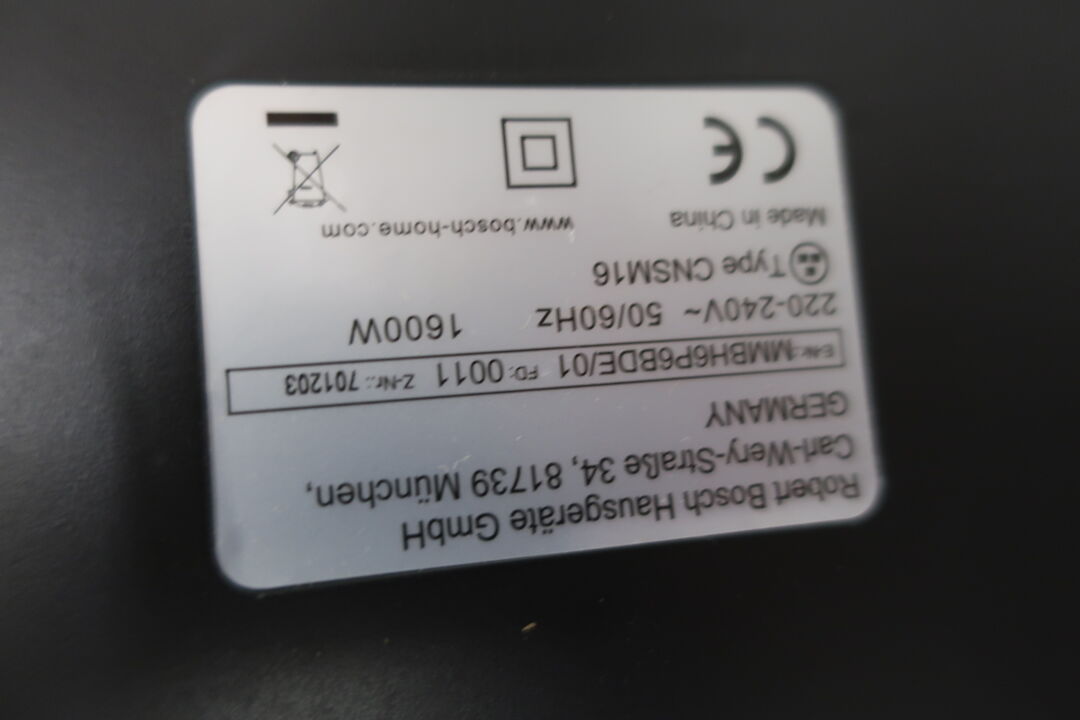 Robert Bosch Hausgeräte GmbH
Carl-Wery-Straße 34, 81739 München,
GERMANY
E-Nr.: MMBH6P6BDE/01 FD: 0011 Z-Nr.: 701203
220-240V~ 50/60Hz 1600W
Type CNSM16
Made in China www.bosch-home.com
CE